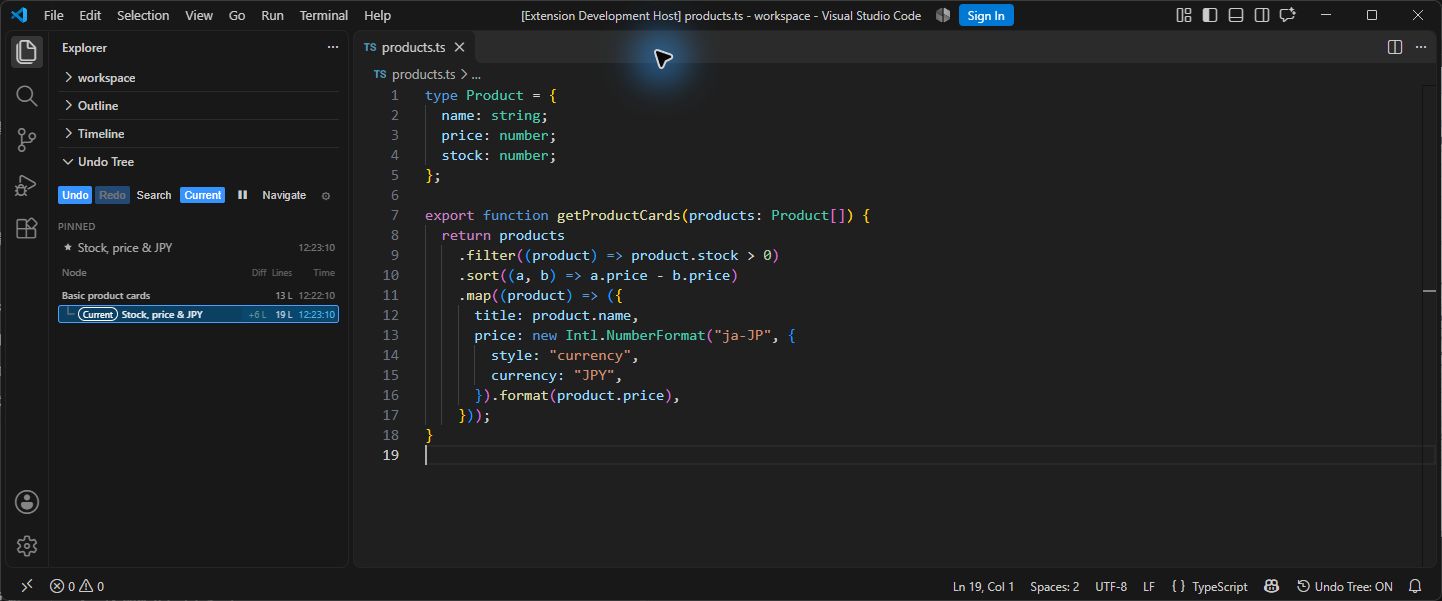 File Edit Selection View Go Run Terminal Help [Extension Development Host] products.ts - workspace - Visual Studio Code Sign In
Explorer
workspace
Outline
Timeline
Undo Tree
Undo Redo Search Current Navigate
PINNED
★ Stock, price & JPY 12:23:10
Node Diff Lines Time
Basic product cards 13 L 12:22:10
Current Stock, price & JPY +6 L 19 L 12:23:10
TS products.ts
TS products.ts > ...
1 type Product = {
2 name: string;
3 price: number;
4 stock: number;
5 };
6
7 export function getProductCards(products: Product[]) {
8 return products
9 .filter((product) => product.stock > 0)
10 .sort((a, b) => a.price - b.price)
11 .map((product) => ({
12 title: product.name,
13 price: new Intl.NumberFormat("ja-JP", {
14 style: "currency",
15 currency: "JPY",
16 }).format(product.price),
17 }));
18 }
19
0 0 Ln 19, Col 1 Spaces: 2 UTF-8 LF { } TypeScript Undo Tree: ON